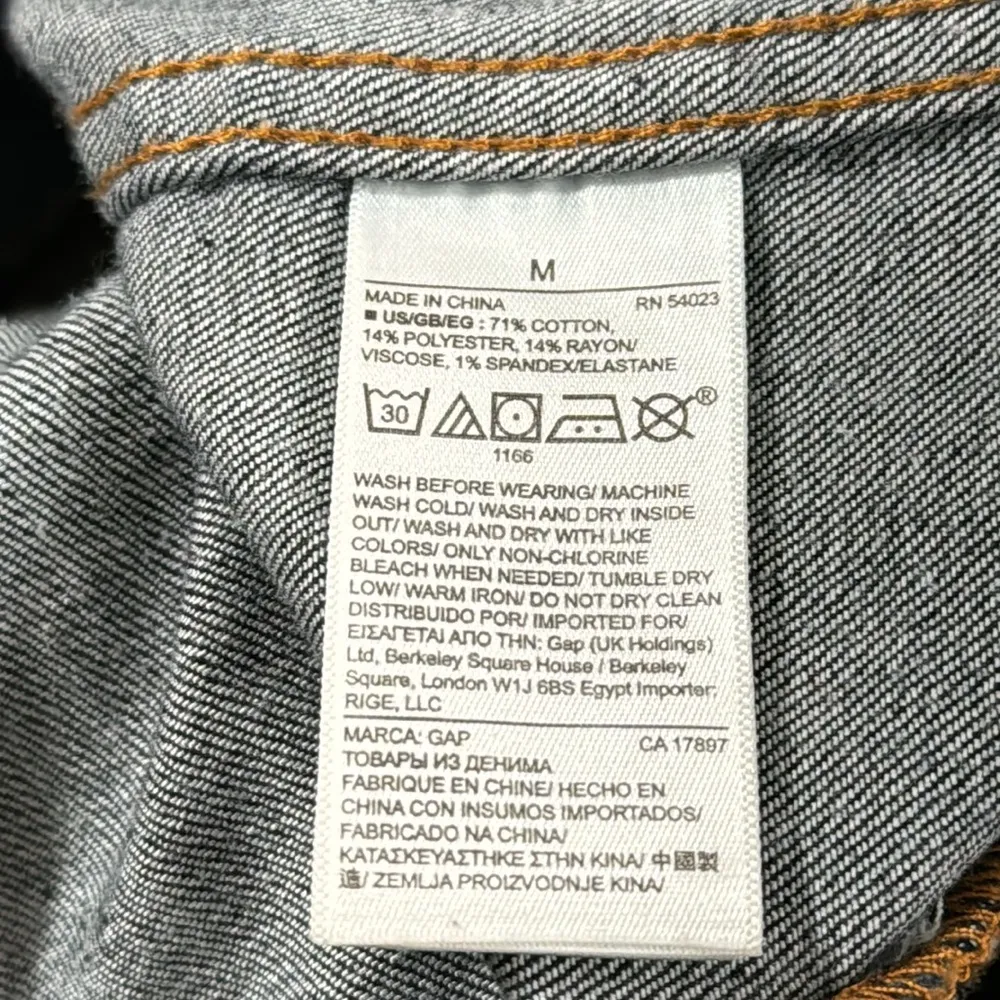 M
MADE IN CHINA RN 54023
■ US/GB/EG : 71% COTTON,
14% POLYESTER, 14% RAYON/
VISCOSE, 1% SPANDEX/ELASTANE
30 ®
1166
WASH BEFORE WEARING/ MACHINE
WASH COLD/ WASH AND DRY INSIDE
OUT/ WASH AND DRY WITH LIKE
COLORS/ ONLY NON-CHLORINE
BLEACH WHEN NEEDED/ TUMBLE DRY
LOW/ WARM IRON/ DO NOT DRY CLEAN
DISTRIBUIDO POR/ IMPORTED FOR/
ΕΙΣΑΓΕΤΑΙ ΑΠΟ ΤΗΝ: Gap (UK Holdings)
Ltd, Berkeley Square House / Berkeley
Square, London W1J 6BS Egypt Importer:
RIGE, LLC
MARCA: GAP CA 17897
ТОВАРЫ ИЗ ДЕНИМА
FABRIQUE EN CHINE/ HECHO EN
CHINA CON INSUMOS IMPORTADOS/
FABRICADO NA CHINA/
ΚΑΤΑΣΚΕΥΑΣΤΗΚΕ ΣΤΗΝ ΚΙΝΑ/ 中國製
造/ ZEMLJA PROIZVODNJE KINA/